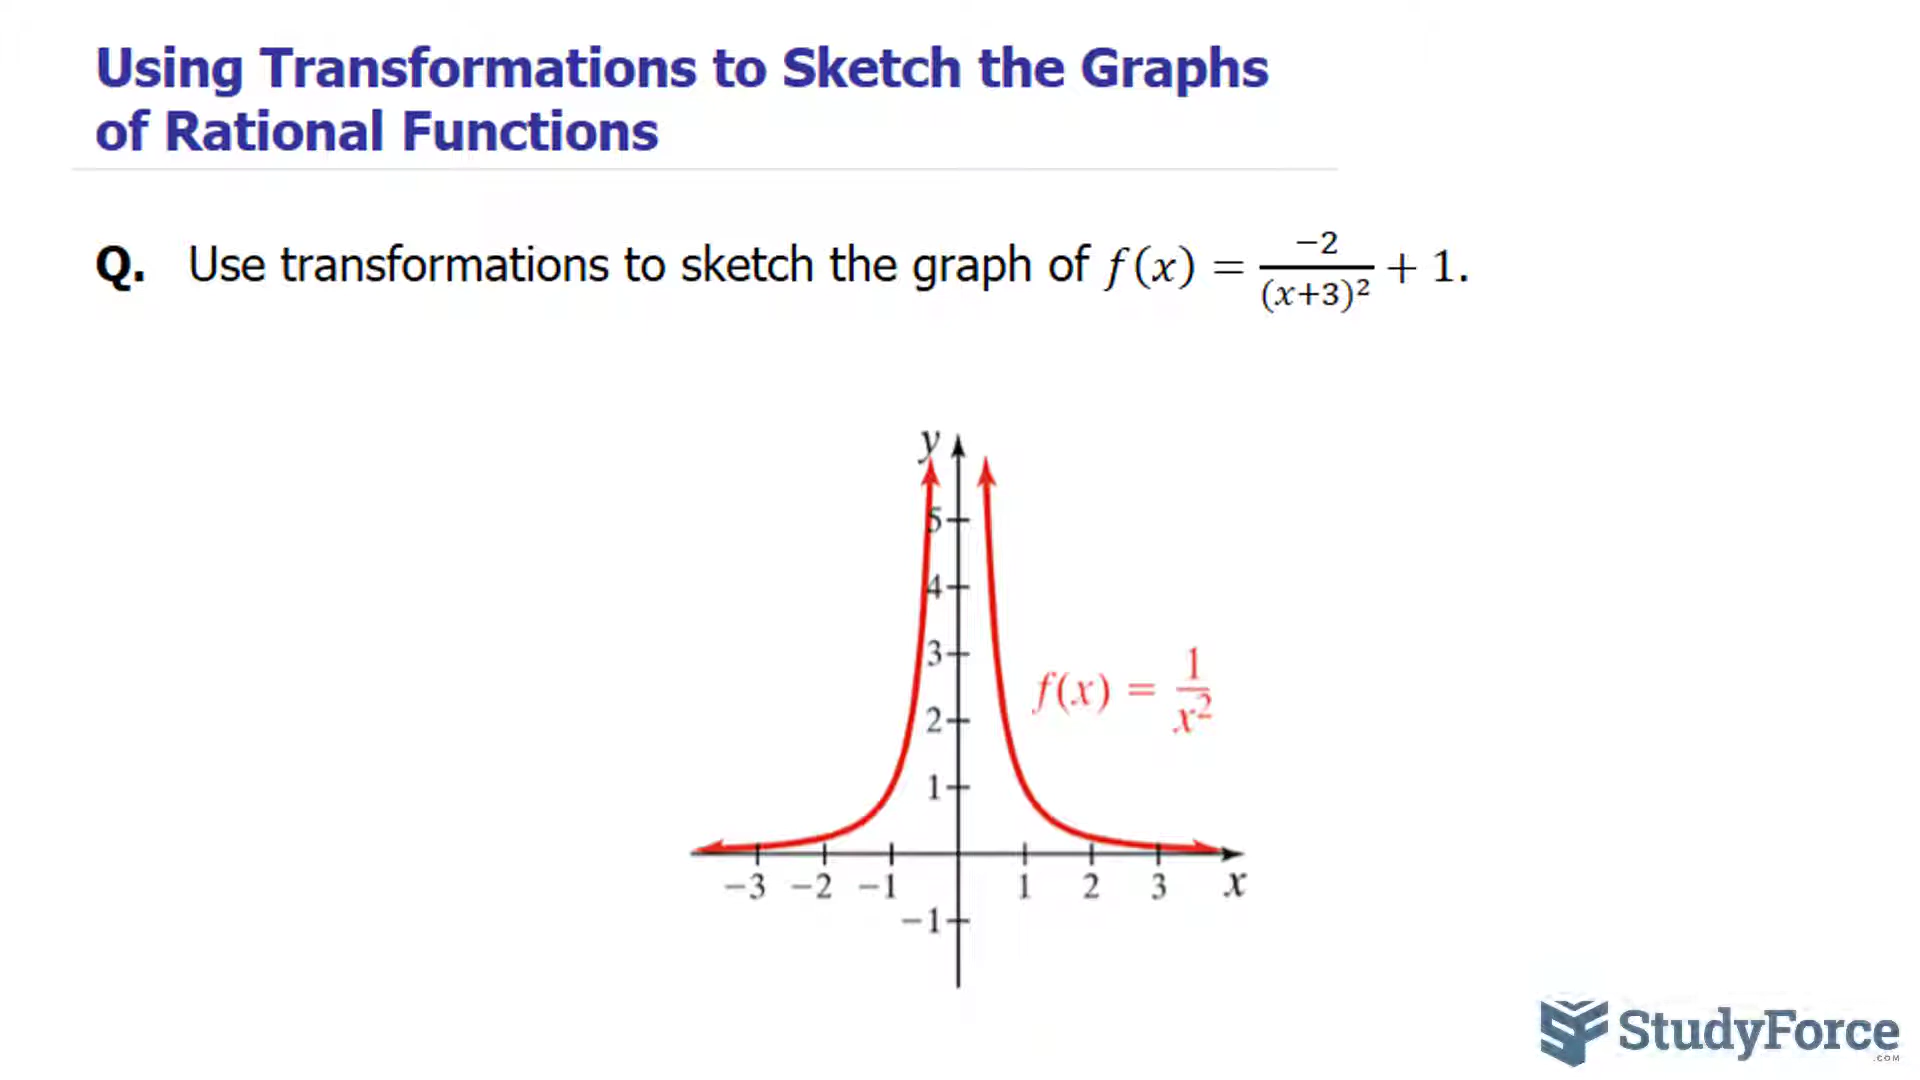 Using Transformations to Sketch the Graphs
of Rational Functions
Q. Use transformations to sketch the graph of f(x) = −2/(x+3)² + 1.
y
5
4
3
f(x) = 1/x²
2
1
−3 −2 −1 1 2 3 x
−1
StudyForce
.COM